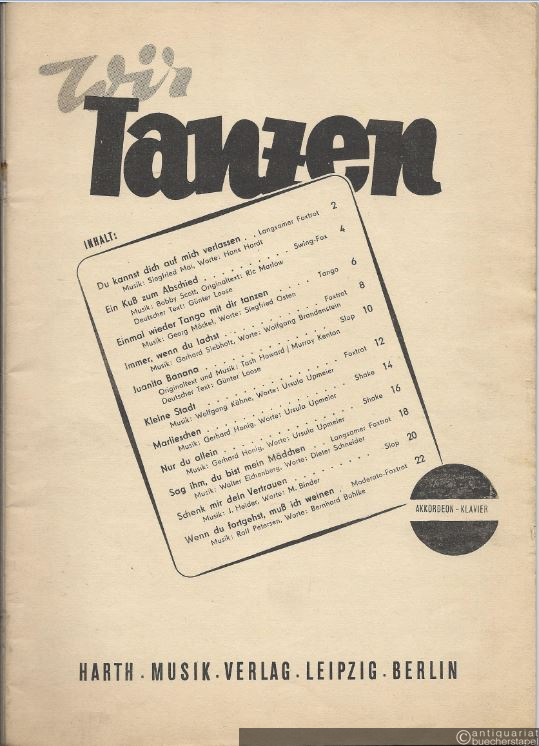 Wir
Tanzen
INHALT:
Du kannst dich auf mich verlassen . . Langsamer Foxtrot 2
Musik: Siegfried Mai, Worte: Hans Hardt
Ein Kuß zum Abschied . . . . . . . . . . Swing-Fox 4
Musik: Bobby Scott, Originaltext: Ric Marlow
Deutscher Text: Günter Loose
Einmal wieder Tango mit dir tanzen . . . . . . Tango 6
Musik: Georg Möckel, Worte: Siegfried Osten
Immer, wenn du lachst . . . . . . . . . . Foxtrot 8
Musik: Gerhard Siebholz, Worte: Wolfgang Brandenstein
Juanita Banana . . . . . . . . . . . . Slop 10
Originaltext und Musik: Tash Howard / Murray Kenton
Deutscher Text: Günter Loose
Kleine Stadt . . . . . . . . . . . . . Foxtrot 12
Musik: Wolfgang Kähne, Worte: Ursula Upmeier
Marlieschen . . . . . . . . . . . . . Shake 14
Musik: Gerhard Honig, Worte: Ursula Upmeier
Nur du allein . . . . . . . . . . . . Shake 16
Musik: Gerhard Honig, Worte: Ursula Upmeier
Sag ihm, du bist mein Mädchen . . Langsamer Foxtrot 18
Musik: Walter Eichenberg, Worte: Dieter Schneider
Schenk mir dein Vertrauen . . . . . . . . Slop 20
Musik: J. Helder, Worte: M. Binder
Wenn du fortgehst, muß ich weinen . Moderato-Foxtrot 22
Musik: Ralf Petersen, Worte: Bernhard Bohlke
AKKORDEON - KLAVIER
HARTH · MUSIK · VERLAG · LEIPZIG · BERLIN
© antiquariat
buecherstapel